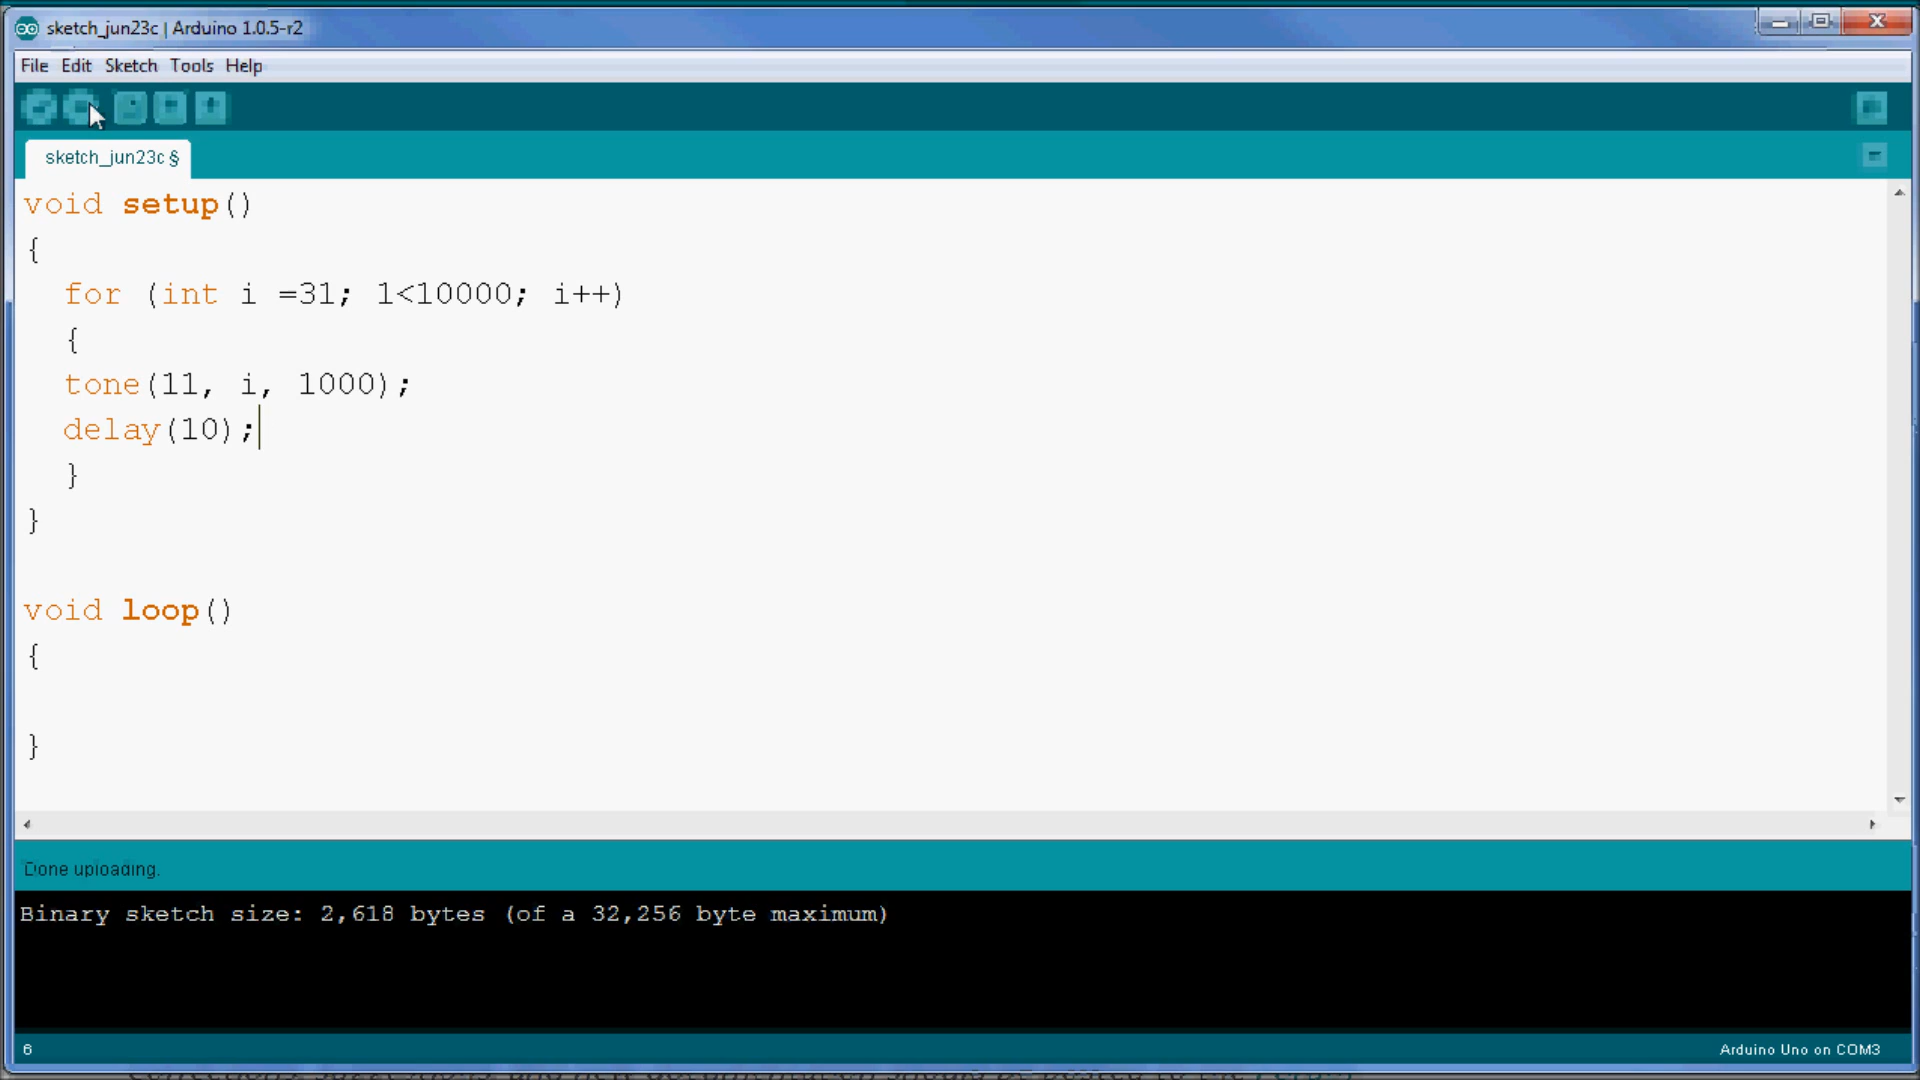 sketch_jun23c | Arduino 1.0.5-r2
File Edit Sketch Tools Help
sketch_jun23c §
void setup()
{
for (int i =31; 1<10000; i++)
{
tone(11, i, 1000);
delay(10);
}
}
void loop()
{
}
Done uploading.
Binary sketch size: 2,618 bytes (of a 32,256 byte maximum)
6
Arduino Uno on COM3